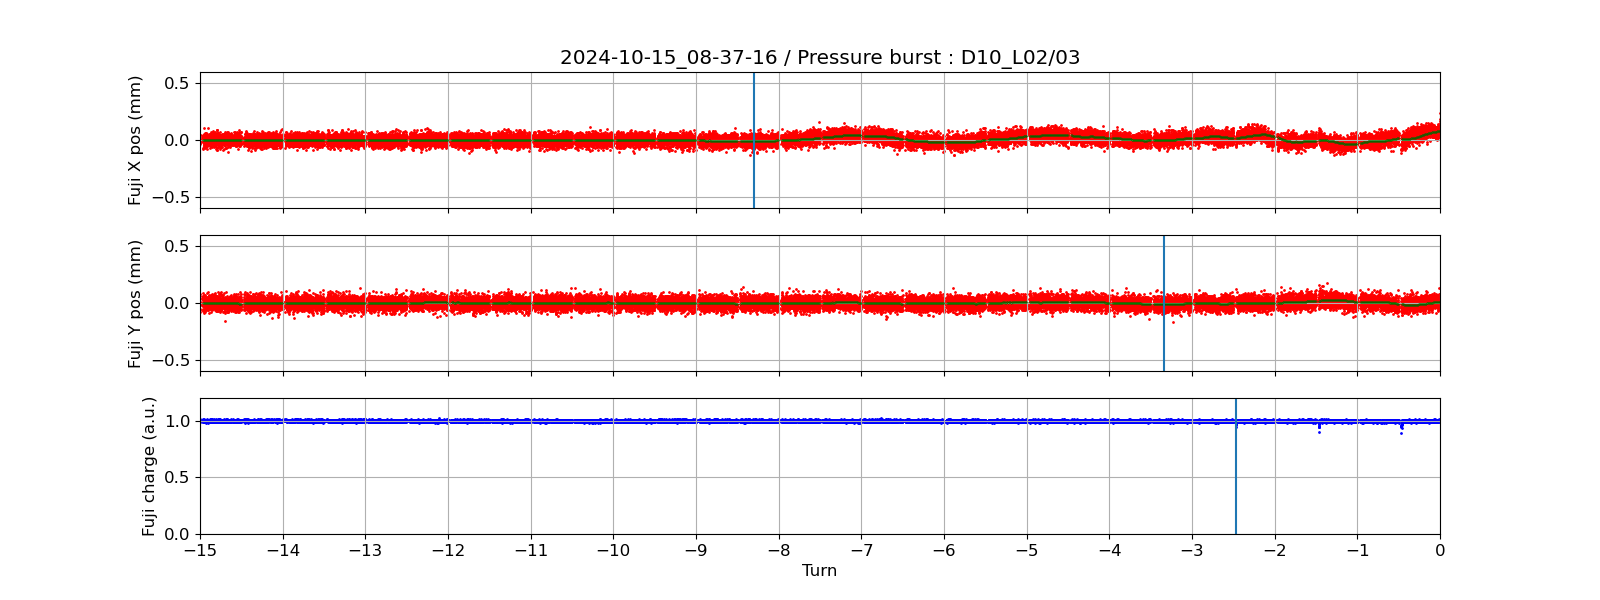 2024-10-15_08-37-16 / Pressure burst : D10_L02/03
Fuji X pos (mm)
0.5
0.0
−0.5
Fuji Y pos (mm)
0.5
0.0
−0.5
Fuji charge (a.u.)
1.0
0.5
0.0
−15 −14 −13 −12 −11 −10 −9 −8 −7 −6 −5 −4 −3 −2 −1 0
Turn